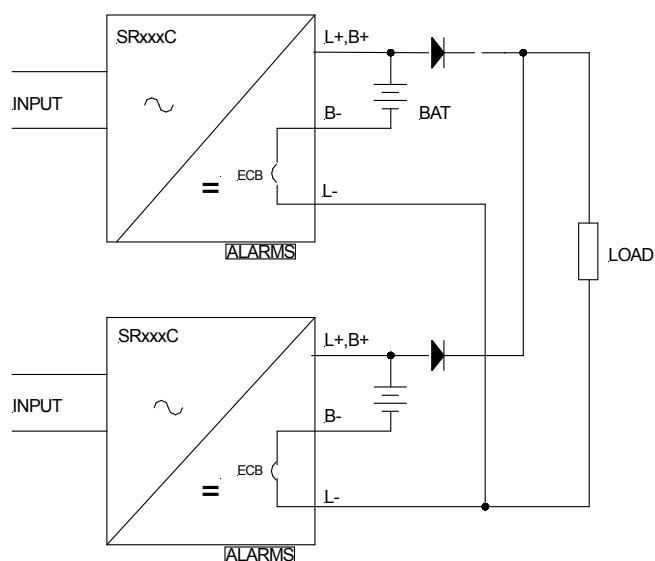 SRxxxC
L+,B+
INPUT
B-
BAT
ECB
=
L-
ALARMS
LOAD
SRxxxC
L+,B+
INPUT
B-
ECB
=
L-
ALARMS